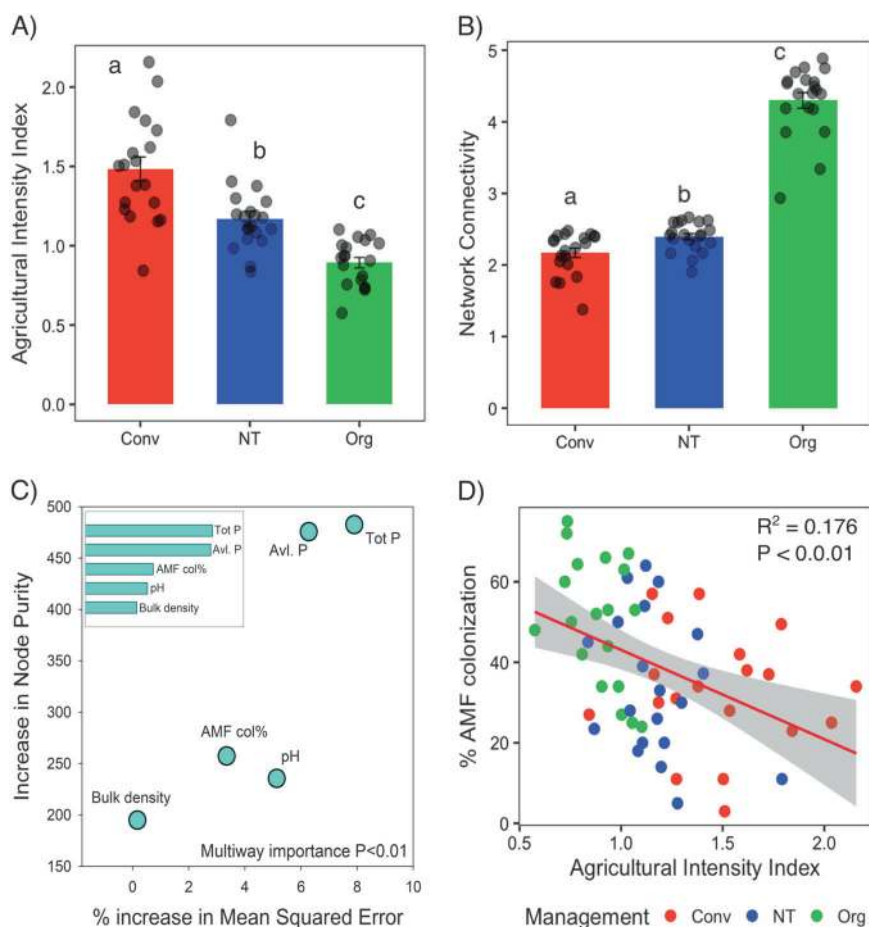 A)
Agricultural Intensity Index
2.0
1.5
1.0
0.5
0.0
a
b
c
Conv
NT
Org
B)
Network Connectivity
5
4
3
2
1
0
a
b
c
Conv
NT
Org
C)
Increase in Node Purity
500
450
400
350
300
250
200
150
Tot P
Avl. P
AMF col%
pH
Bulk density
Avl. P
Tot P
AMF col%
pH
Bulk density
Multiway importance P<0.01
0
2
4
6
8
10
% increase in Mean Squared Error
D)
% AMF colonization
R² = 0.176
P < 0.0.01
60
40
20
0
0.5
1.0
1.5
2.0
Agricultural Intensity Index
Management Conv NT Org